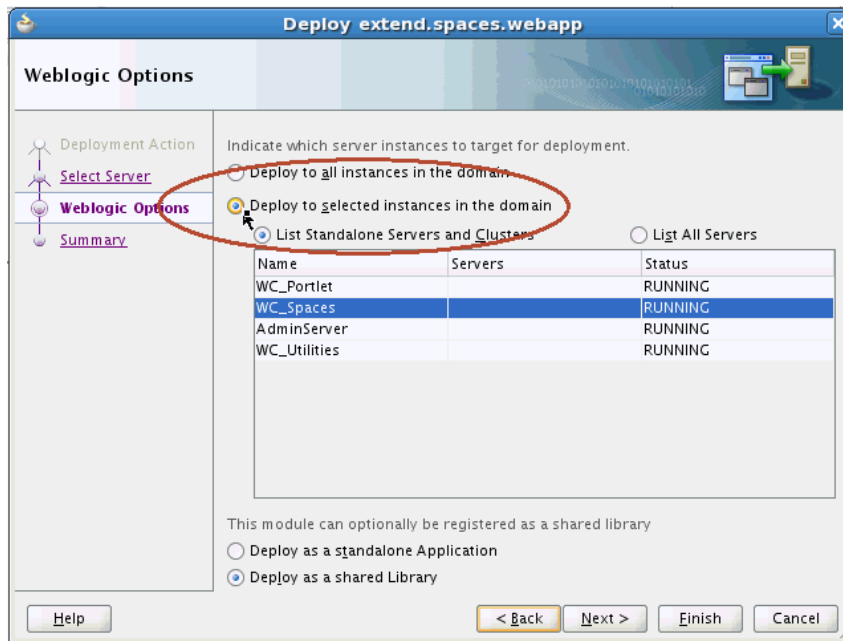 Deploy extend.spaces.webapp
Weblogic Options
Deployment Action
Select Server
Weblogic Options
Summary
Indicate which server instances to target for deployment.
Deploy to all instances in the domain
Deploy to selected instances in the domain
List Standalone Servers and Clusters List All Servers
Name Servers Status
WC_Portlet RUNNING
WC_Spaces RUNNING
AdminServer RUNNING
WC_Utilities RUNNING
This module can optionally be registered as a shared library
Deploy as a standalone Application
Deploy as a shared Library
Help < Back Next > Finish Cancel